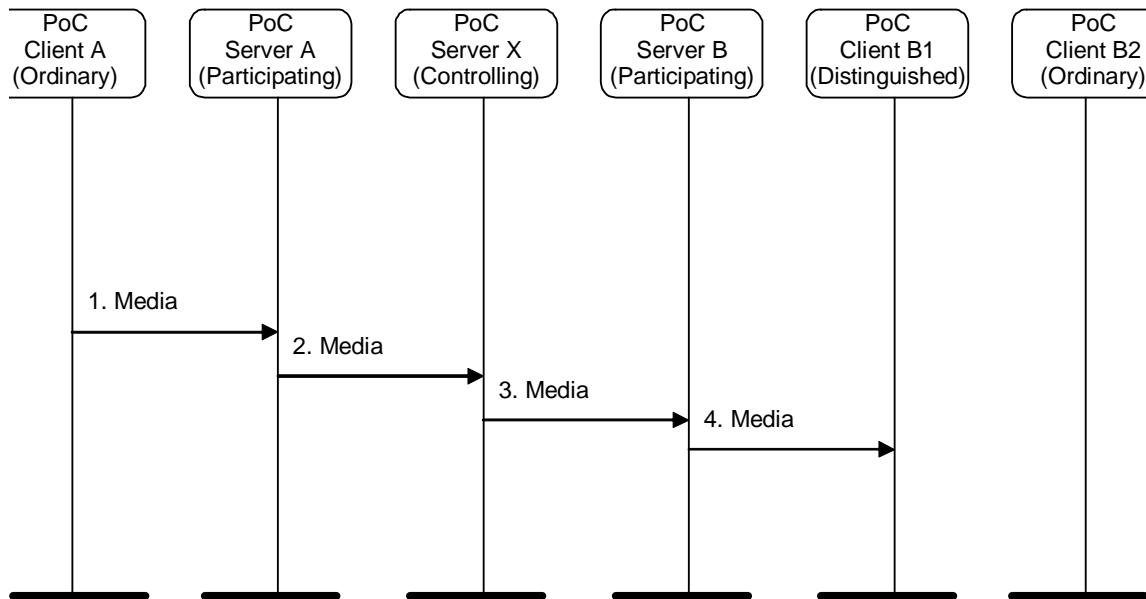 PoC
Client A
(Ordinary)
PoC
Server A
(Participating)
PoC
Server X
(Controlling)
PoC
Server B
(Participating)
PoC
Client B1
(Distinguished)
PoC
Client B2
(Ordinary)
1. Media
2. Media
3. Media
4. Media